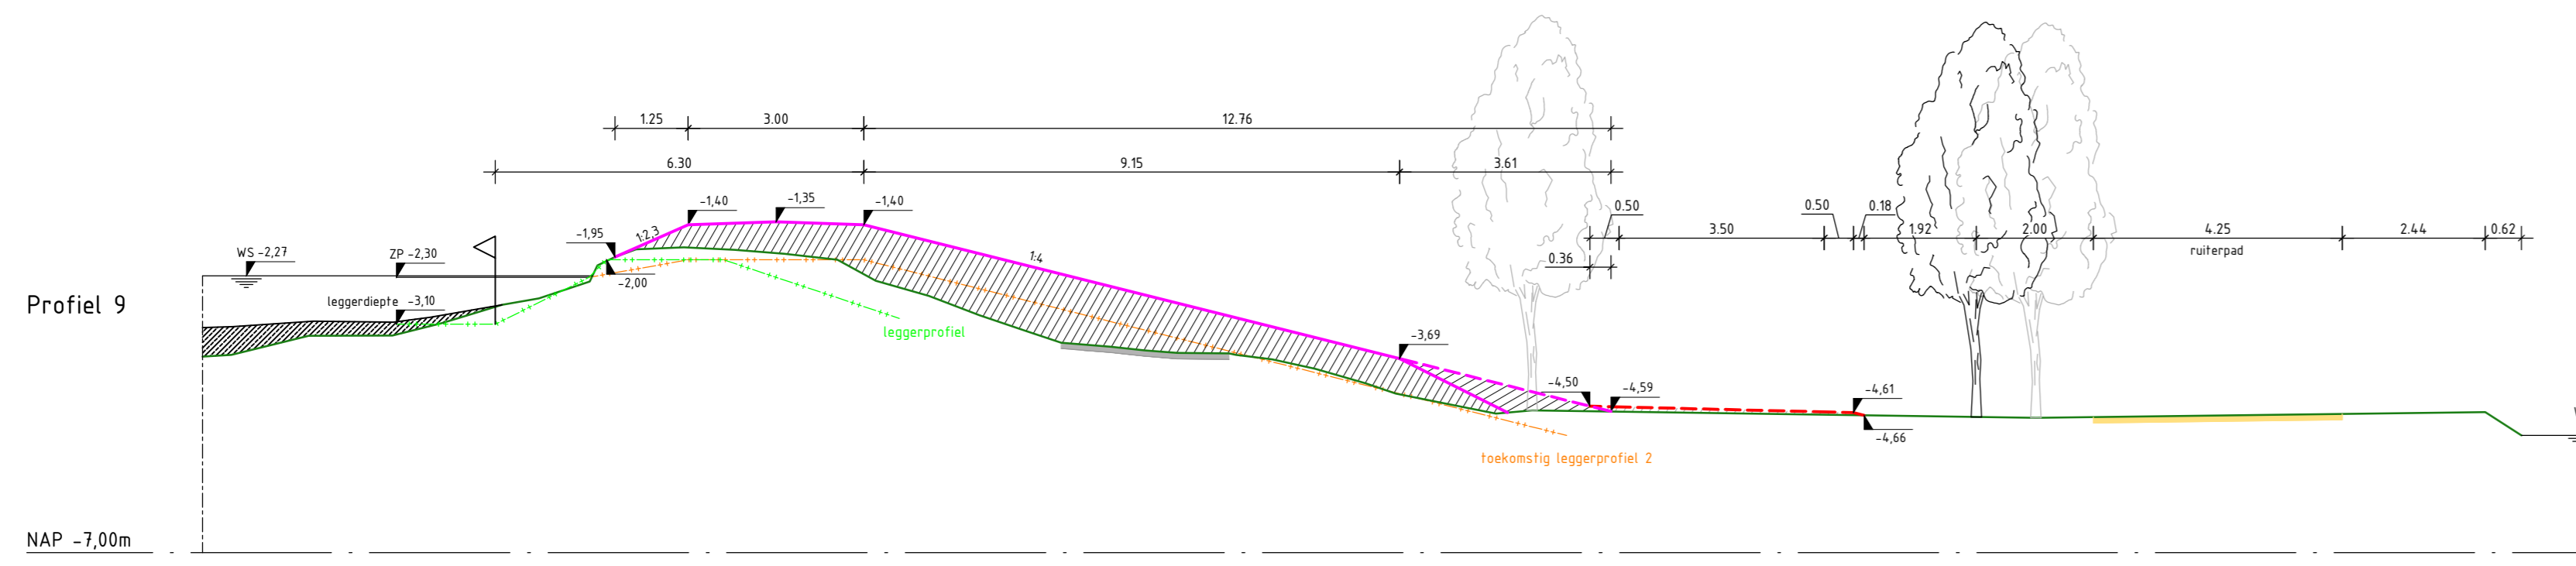 1.25 3.00 12.76
6.30 9.15 3.61
-1,40 -1,35 -1,40 0.50 0.50 0.18
-1,95 1:2,3 3.50 1.92 2.00 4.25 2.44 0.62
WS -2,27 ZP -2,30 1:4 0.36 ruiterpad
-2,00
Profiel 9 leggerdiepte -3,10
leggerprofiel -3,69
-4,50 -4,59 -4,61
-4,66
toekomstig leggerprofiel 2
NAP -7,00m